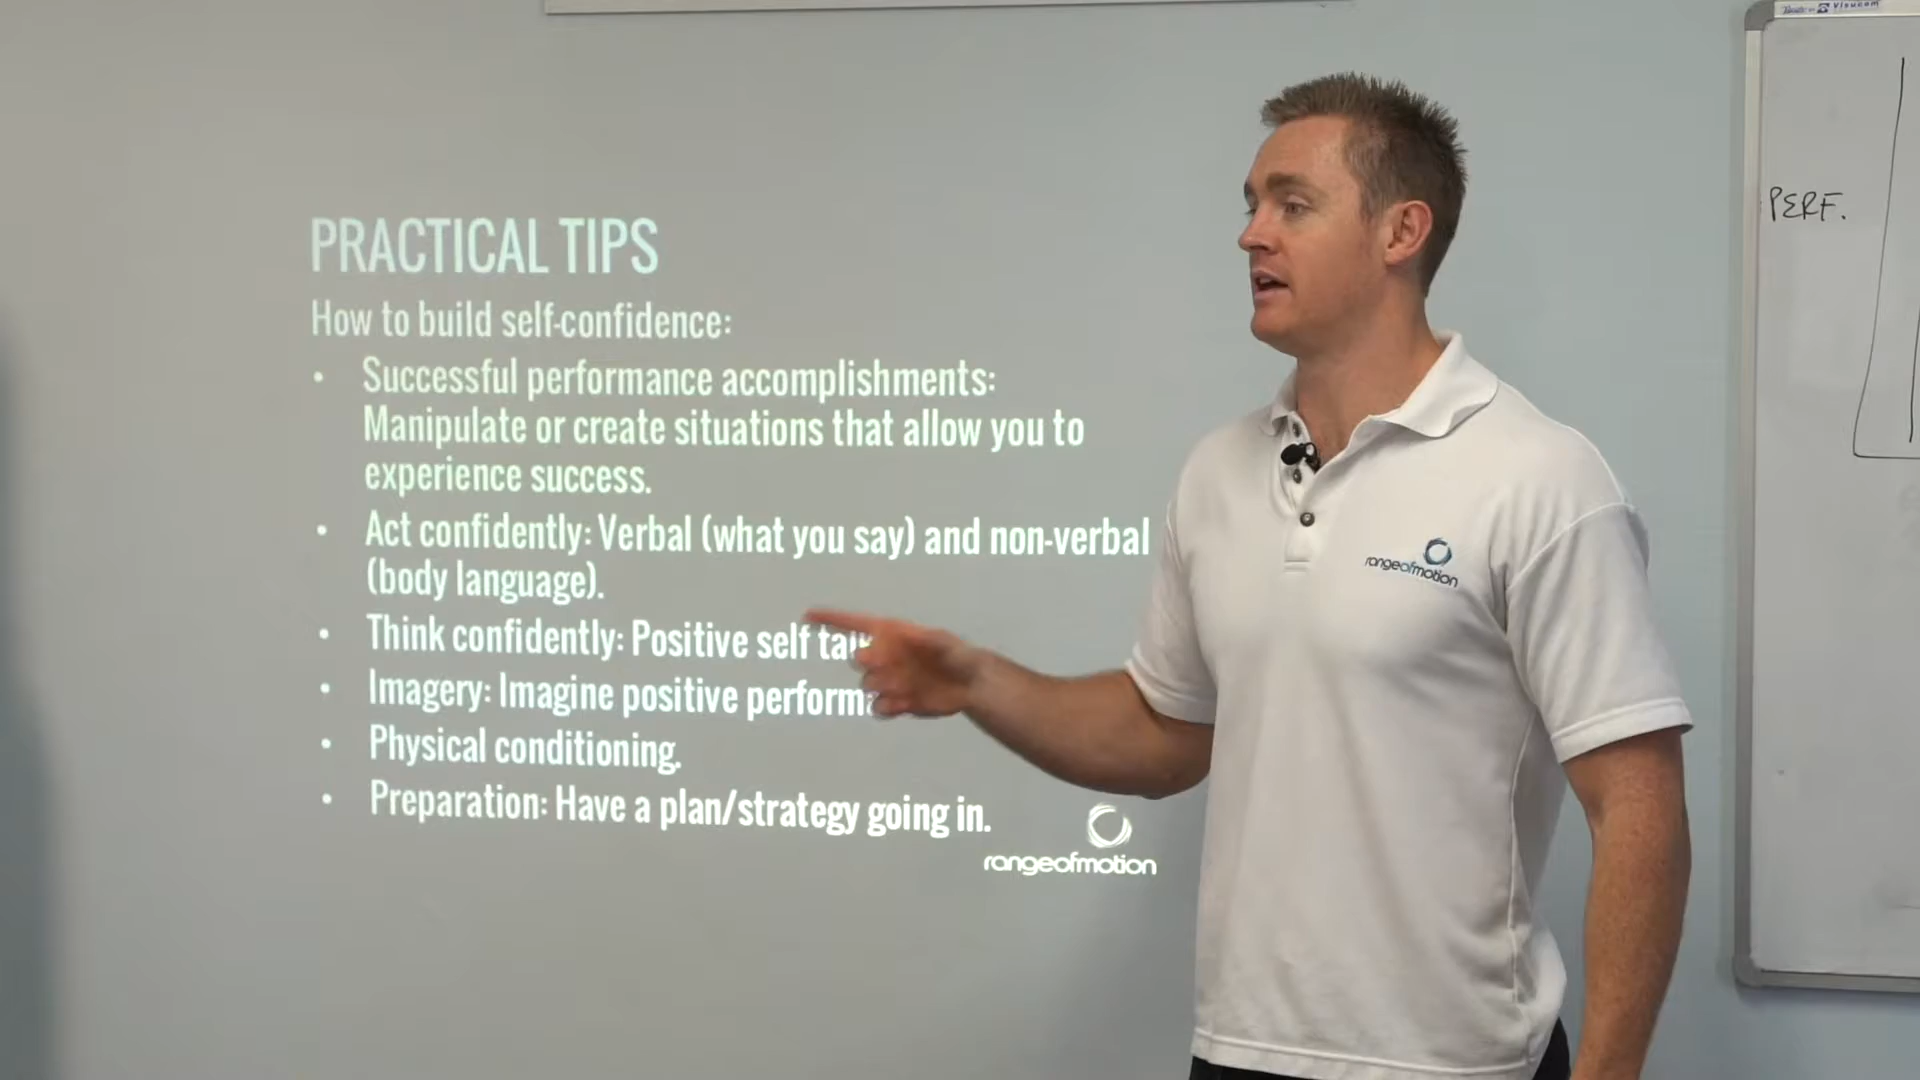 PRACTICAL TIPS
How to build self-confidence:
• Successful performance accomplishments:
Manipulate or create situations that allow you to
experience success.
• Act confidently: Verbal (what you say) and non-verbal
(body language).
• Think confidently: Positive self
• Imagery: Imagine positive
• Physical conditioning.
• Preparation: Have a plan/strategy going in.
rangeofmotion
rangeofmotion
PERF.